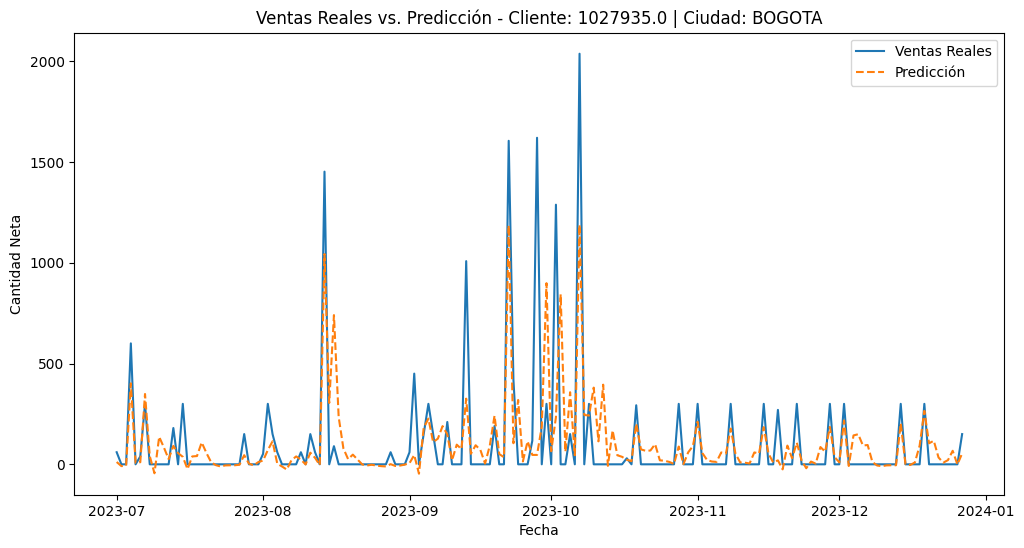 Ventas Reales vs. Predicción - Cliente: 1027935.0 | Ciudad: BOGOTA
Ventas Reales
Predicción
Cantidad Neta
2000
1500
1000
500
0
2023-07
2023-08
2023-09
2023-10
2023-11
2023-12
2024-01
Fecha